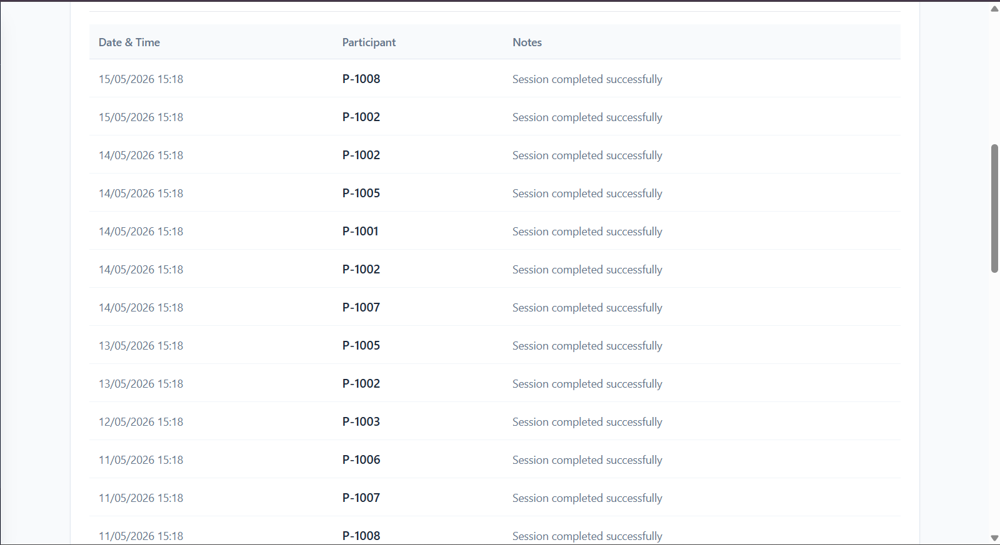 Date & Time Participant Notes
15/05/2026 15:18 P-1008 Session completed successfully
15/05/2026 15:18 P-1002 Session completed successfully
14/05/2026 15:18 P-1002 Session completed successfully
14/05/2026 15:18 P-1005 Session completed successfully
14/05/2026 15:18 P-1001 Session completed successfully
14/05/2026 15:18 P-1002 Session completed successfully
14/05/2026 15:18 P-1007 Session completed successfully
13/05/2026 15:18 P-1005 Session completed successfully
13/05/2026 15:18 P-1002 Session completed successfully
12/05/2026 15:18 P-1003 Session completed successfully
11/05/2026 15:18 P-1006 Session completed successfully
11/05/2026 15:18 P-1007 Session completed successfully
11/05/2026 15:18 P-1008 Session completed successfully